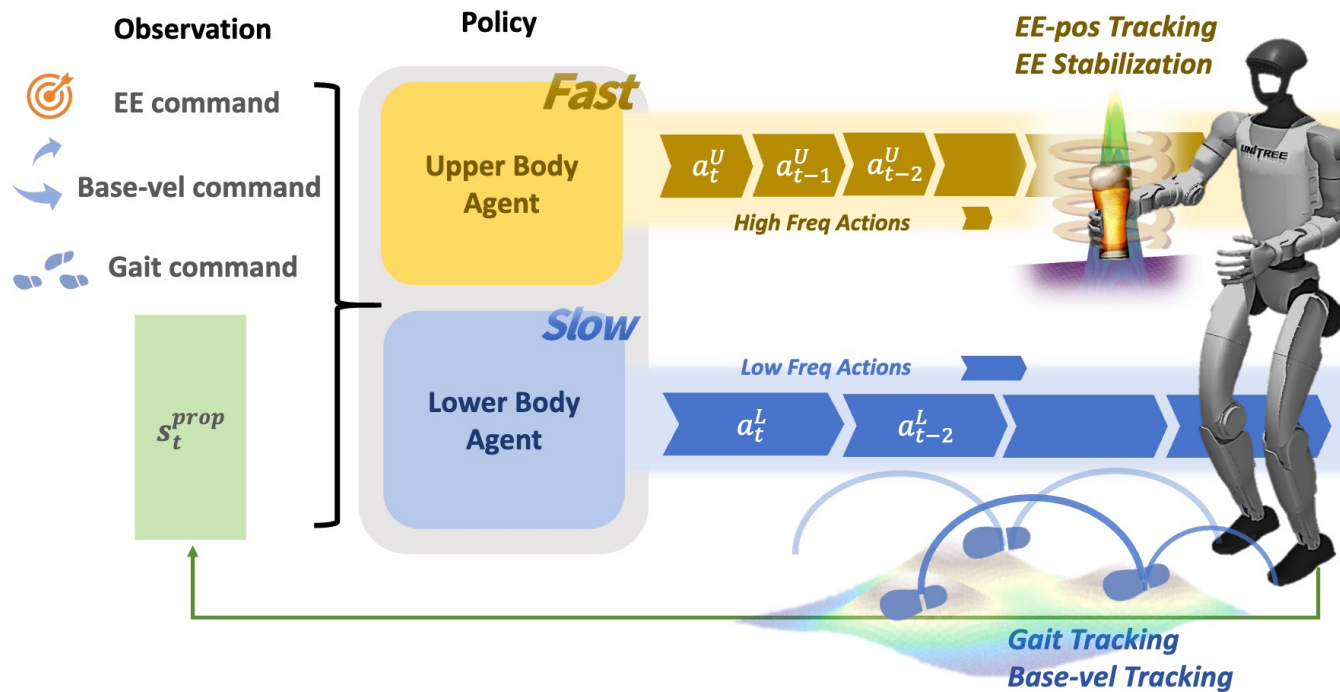 Observation
Policy
EE-pos Tracking
EE Stabilization
EE command
Base-vel command
Gait command
s_t^{prop}
Fast
Upper Body
Agent
a_t^U
a_{t-1}^U
a_{t-2}^U
High Freq Actions
UNITREE
Slow
Lower Body
Agent
Low Freq Actions
a_t^L
a_{t-2}^L
Gait Tracking
Base-vel Tracking